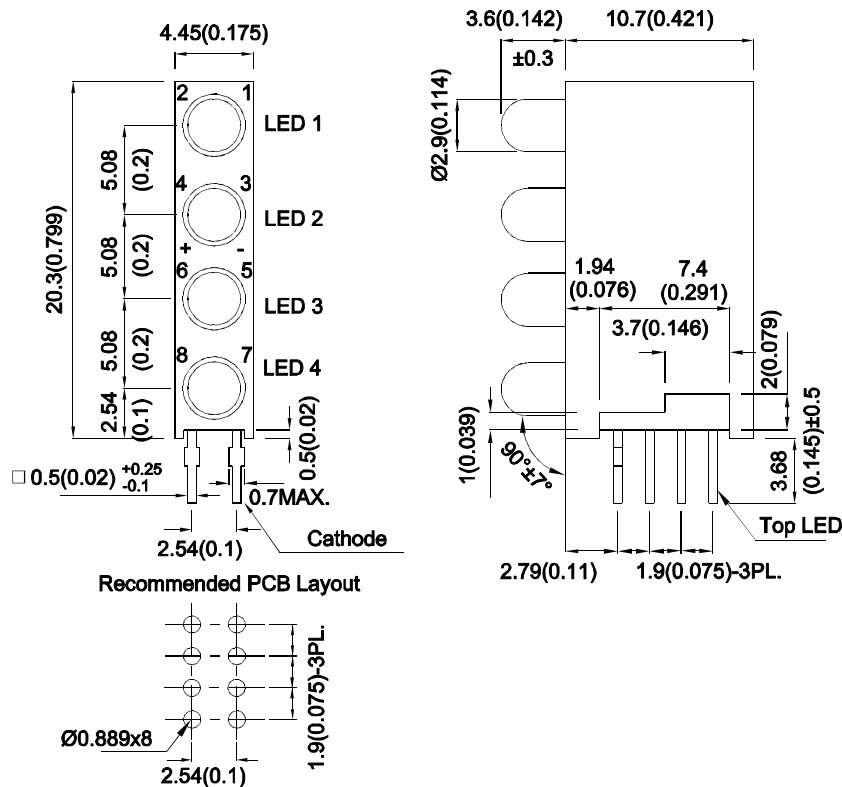 4.45(0.175)
2 1
LED 1
5.08
(0.2)
4 3
LED 2
+ -
20.3(0.799)
5.08
(0.2)
6 5
LED 3
5.08
(0.2)
8 7
LED 4
2.54
(0.1)
0.5(0.02)
□ 0.5(0.02) +0.25
-0.1
0.7MAX.
2.54(0.1)
Cathode
3.6(0.142)
±0.3
10.7(0.421)
Ø2.9(0.114)
1.94
(0.076)
7.4
(0.291)
3.7(0.146)
2(0.079)
1(0.039)
90°±7°
3.68
(0.145)±0.5
Top LED
2.79(0.11)
1.9(0.075)-3PL.
Recommended PCB Layout
1.9(0.075)-3PL.
Ø0.889x8
2.54(0.1)